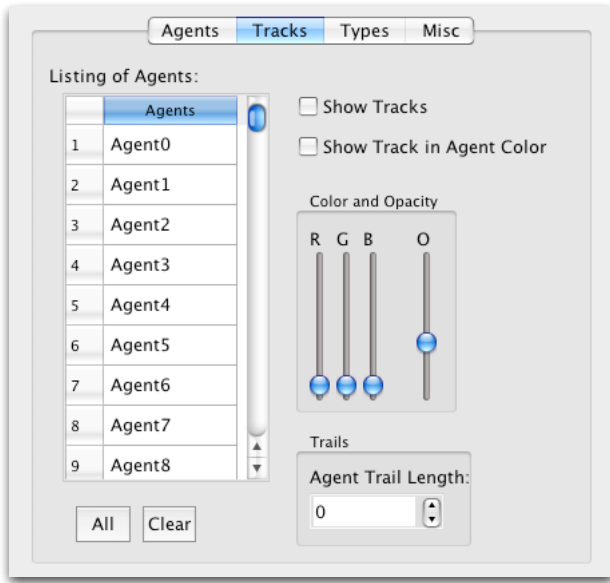 Agents Tracks Types Misc
Listing of Agents:
Agents
1 Agent0
2 Agent1
3 Agent2
4 Agent3
5 Agent4
6 Agent5
7 Agent6
8 Agent7
9 Agent8
All Clear
Show Tracks
Show Track in Agent Color
Color and Opacity
R G B O
Trails
Agent Trail Length:
0